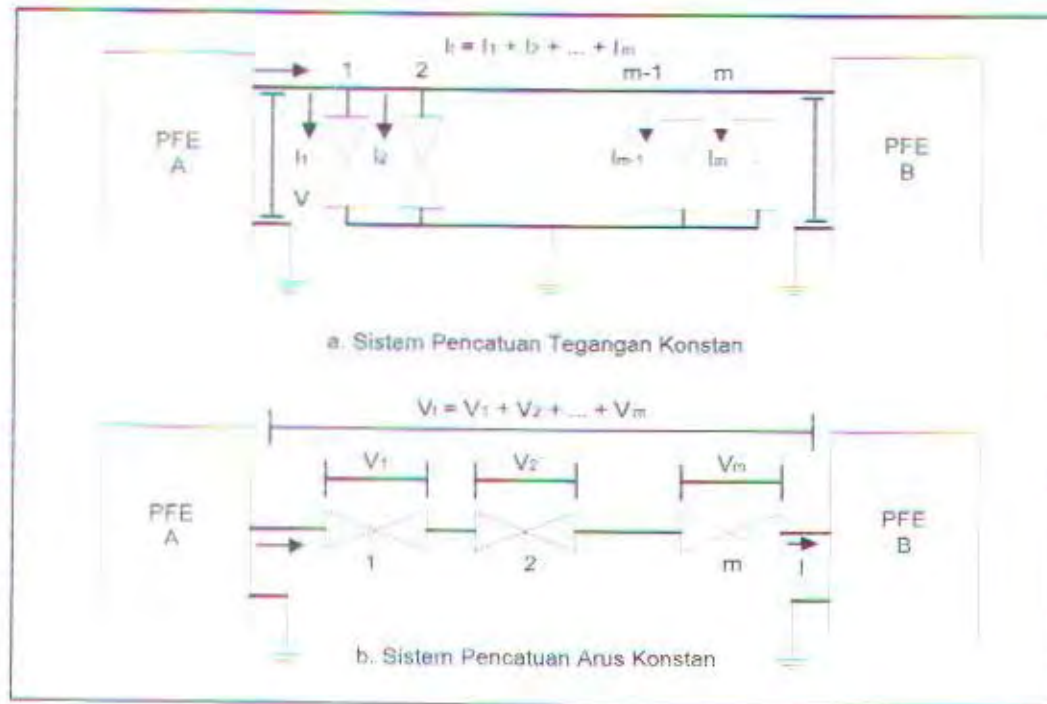 It = I1 + I2 + ... + Im
1 2 m-1 m
PFE
A
I1 I2 Im-1 Im
V
PFE
B
a. Sistem Pencatuan Tegangan Konstan
Vt = V1 + V2 + ... + Vm
V1 V2 Vm
PFE
A
1 2 m I
PFE
B
b. Sistem Pencatuan Arus Konstan